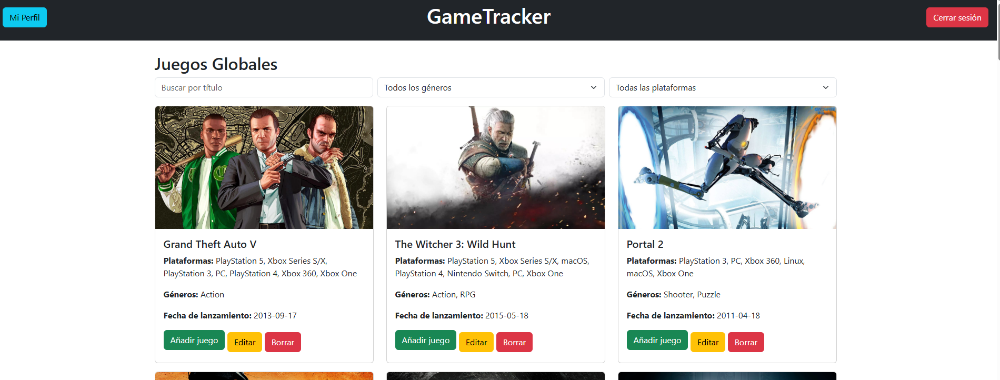 Mi Perfil
GameTracker
Cerrar sesión
Juegos Globales
Buscar por título
Todos los géneros
Todas las plataformas
Grand Theft Auto V
Plataformas: PlayStation 5, Xbox Series S/X,
PlayStation 3, PC, PlayStation 4, Xbox 360, Xbox One
Géneros: Action
Fecha de lanzamiento: 2013-09-17
Añadir juego
Editar
Borrar
The Witcher 3: Wild Hunt
Plataformas: PlayStation 5, Xbox Series S/X, macOS,
PlayStation 4, Nintendo Switch, PC, Xbox One
Géneros: Action, RPG
Fecha de lanzamiento: 2015-05-18
Añadir juego
Editar
Borrar
Portal 2
Plataformas: PlayStation 3, PC, Xbox 360, Linux,
macOS, Xbox One
Géneros: Shooter, Puzzle
Fecha de lanzamiento: 2011-04-18
Añadir juego
Editar
Borrar